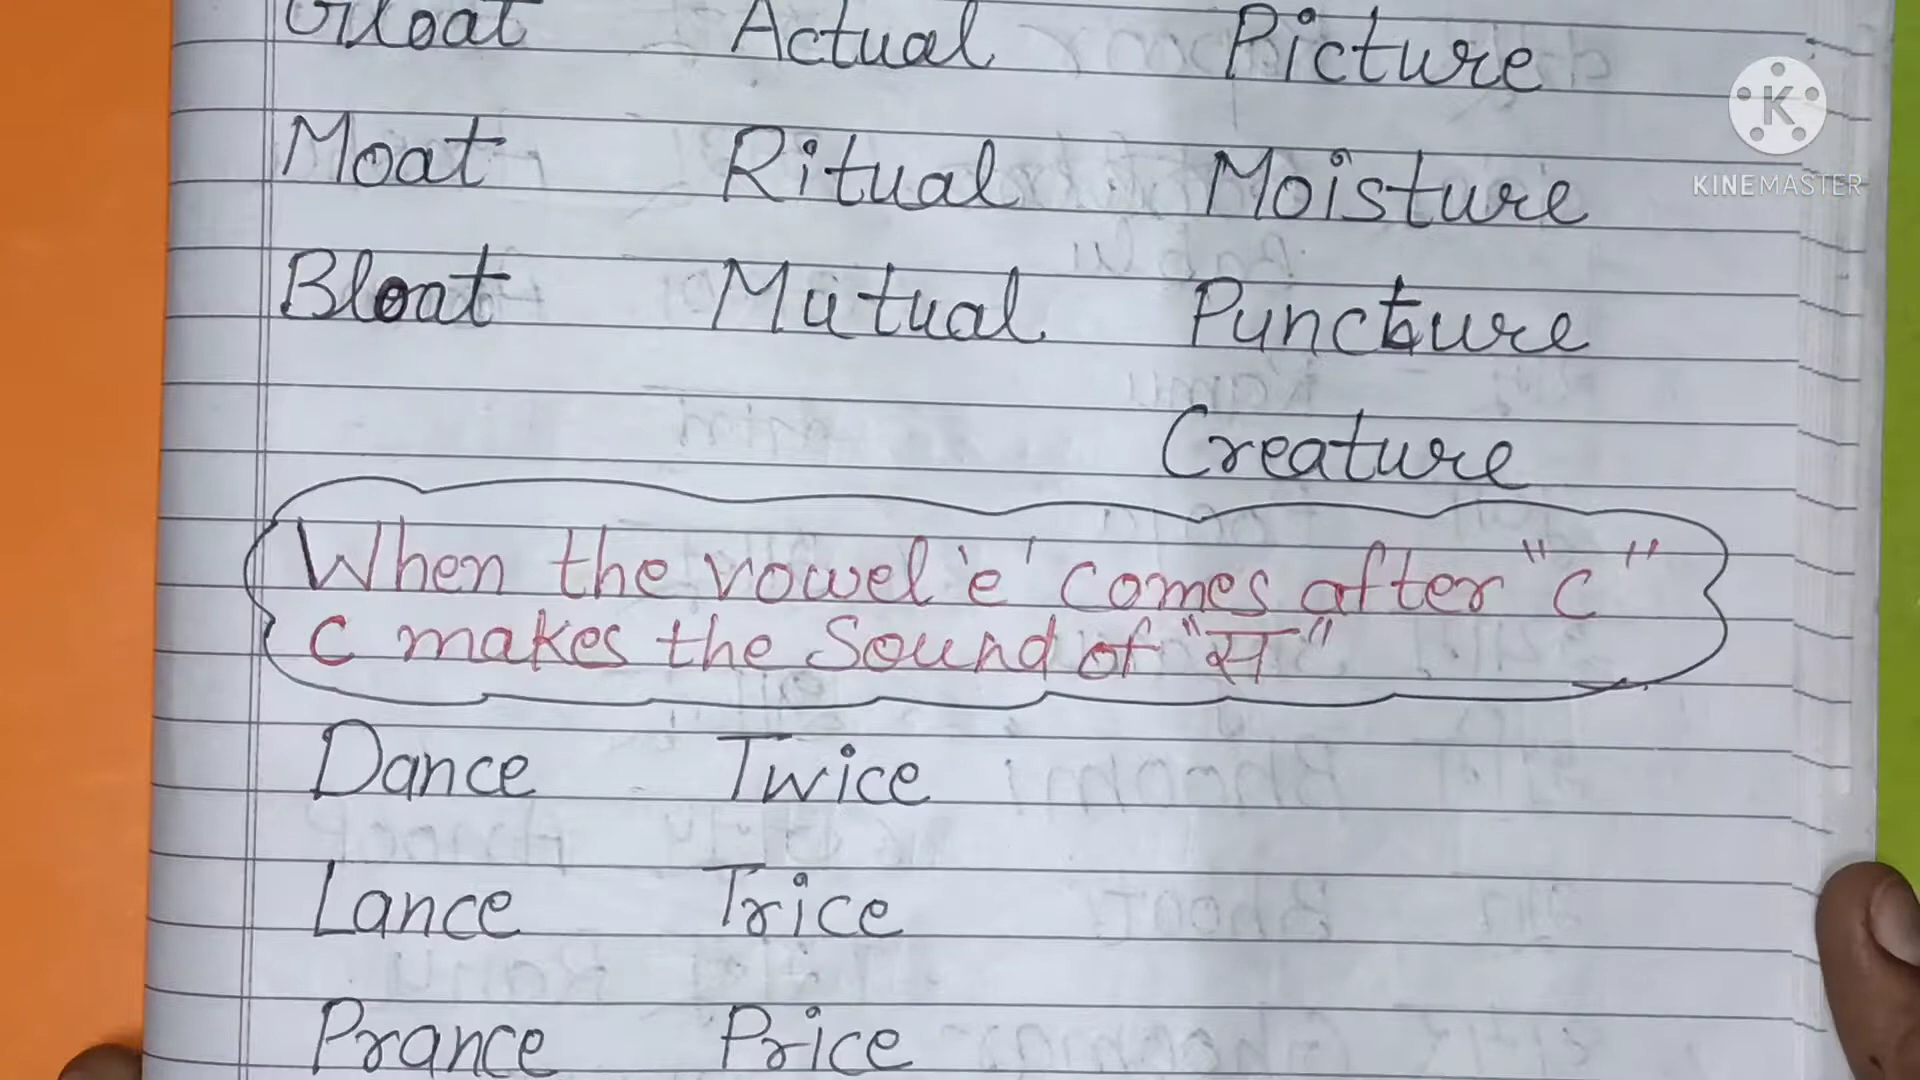 Gloat Actual Picture
Moat Ritual Moisture
Bloat Mutual Puncture
Creature
When the vowel 'e' comes after "c"
c makes the Sound of "स"
Dance Twice
Lance Trice
Prance Price
KINEMASTER